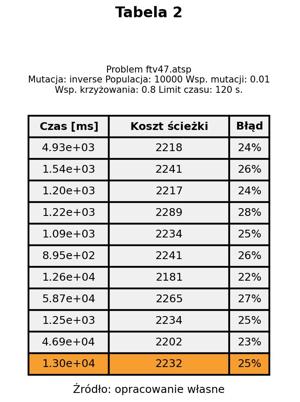 Tabela 2
Problem ftv47.atsp
Mutacja: inverse Populacja: 10000 Wsp. mutacji: 0.01
Wsp. krzyżowania: 0.8 Limit czasu: 120 s.
Czas [ms] Koszt ścieżki Błąd
4.93e+03 2218 24%
1.54e+03 2241 26%
1.20e+03 2217 24%
1.22e+03 2289 28%
1.09e+03 2234 25%
8.95e+02 2241 26%
1.26e+04 2181 22%
5.87e+04 2265 27%
1.25e+03 2234 25%
4.69e+04 2202 23%
1.30e+04 2232 25%
Źródło: opracowanie własne